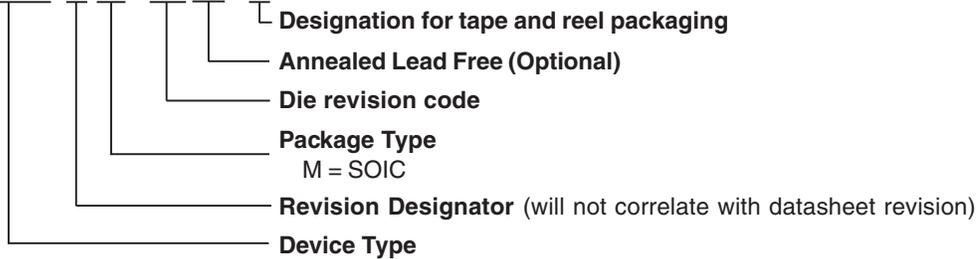 Designation for tape and reel packaging
Annealed Lead Free (Optional)
Die revision code
Package Type
M = SOIC
Revision Designator (will not correlate with datasheet revision)
Device Type